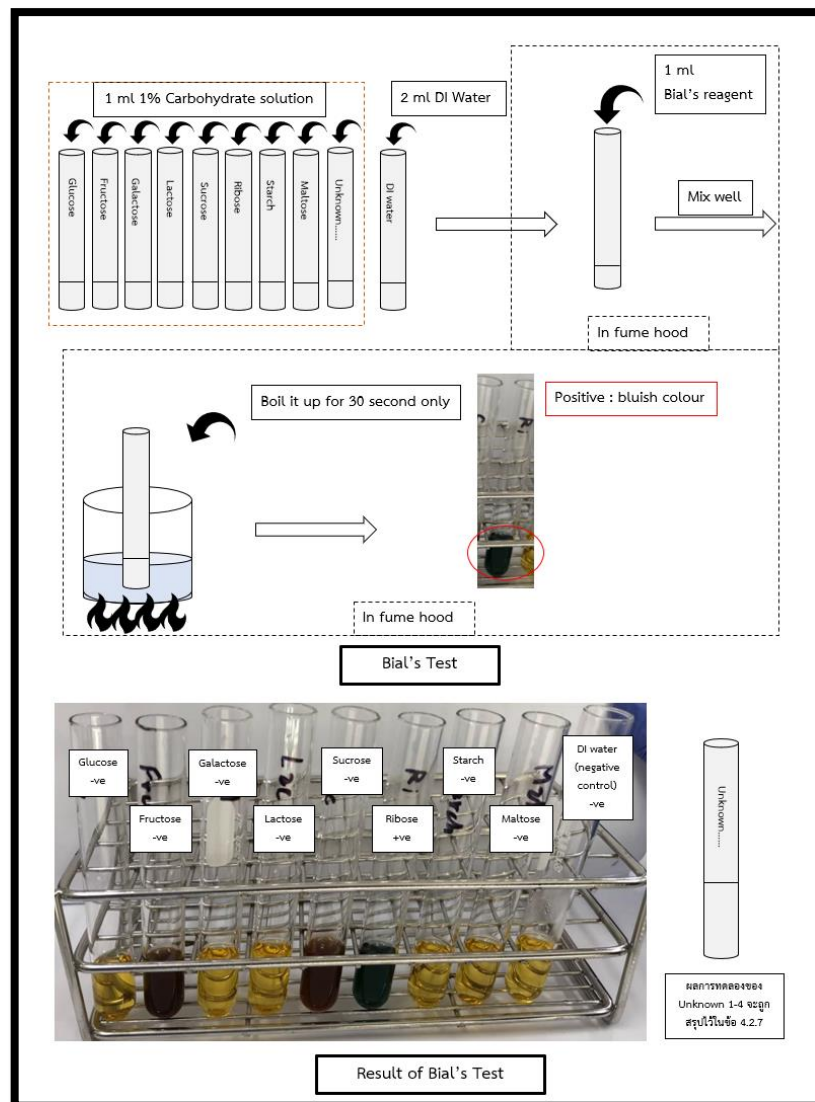 1 ml 1% Carbohydrate solution
2 ml DI Water
1 ml
Bial's reagent
Glucose
Fructose
Galactose
Lactose
Sucrose
Ribose
Starch
Maltose
Unknown......
DI water
Mix well
In fume hood
Boil it up for 30 second only
Positive : bluish colour
Ri
In fume hood
Bial's Test
Glucose
-ve
Fructose
-ve
Galactose
-ve
Lactose
-ve
Sucrose
-ve
Ribose
+ve
Starch
-ve
Maltose
-ve
DI water
(negative
control)
-ve
Lac
Ri
Unknown......
ผลการทดลองของ
Unknown 1-4 จะถูก
สรุปไว้ในข้อ 4.2.7
Result of Bial's Test